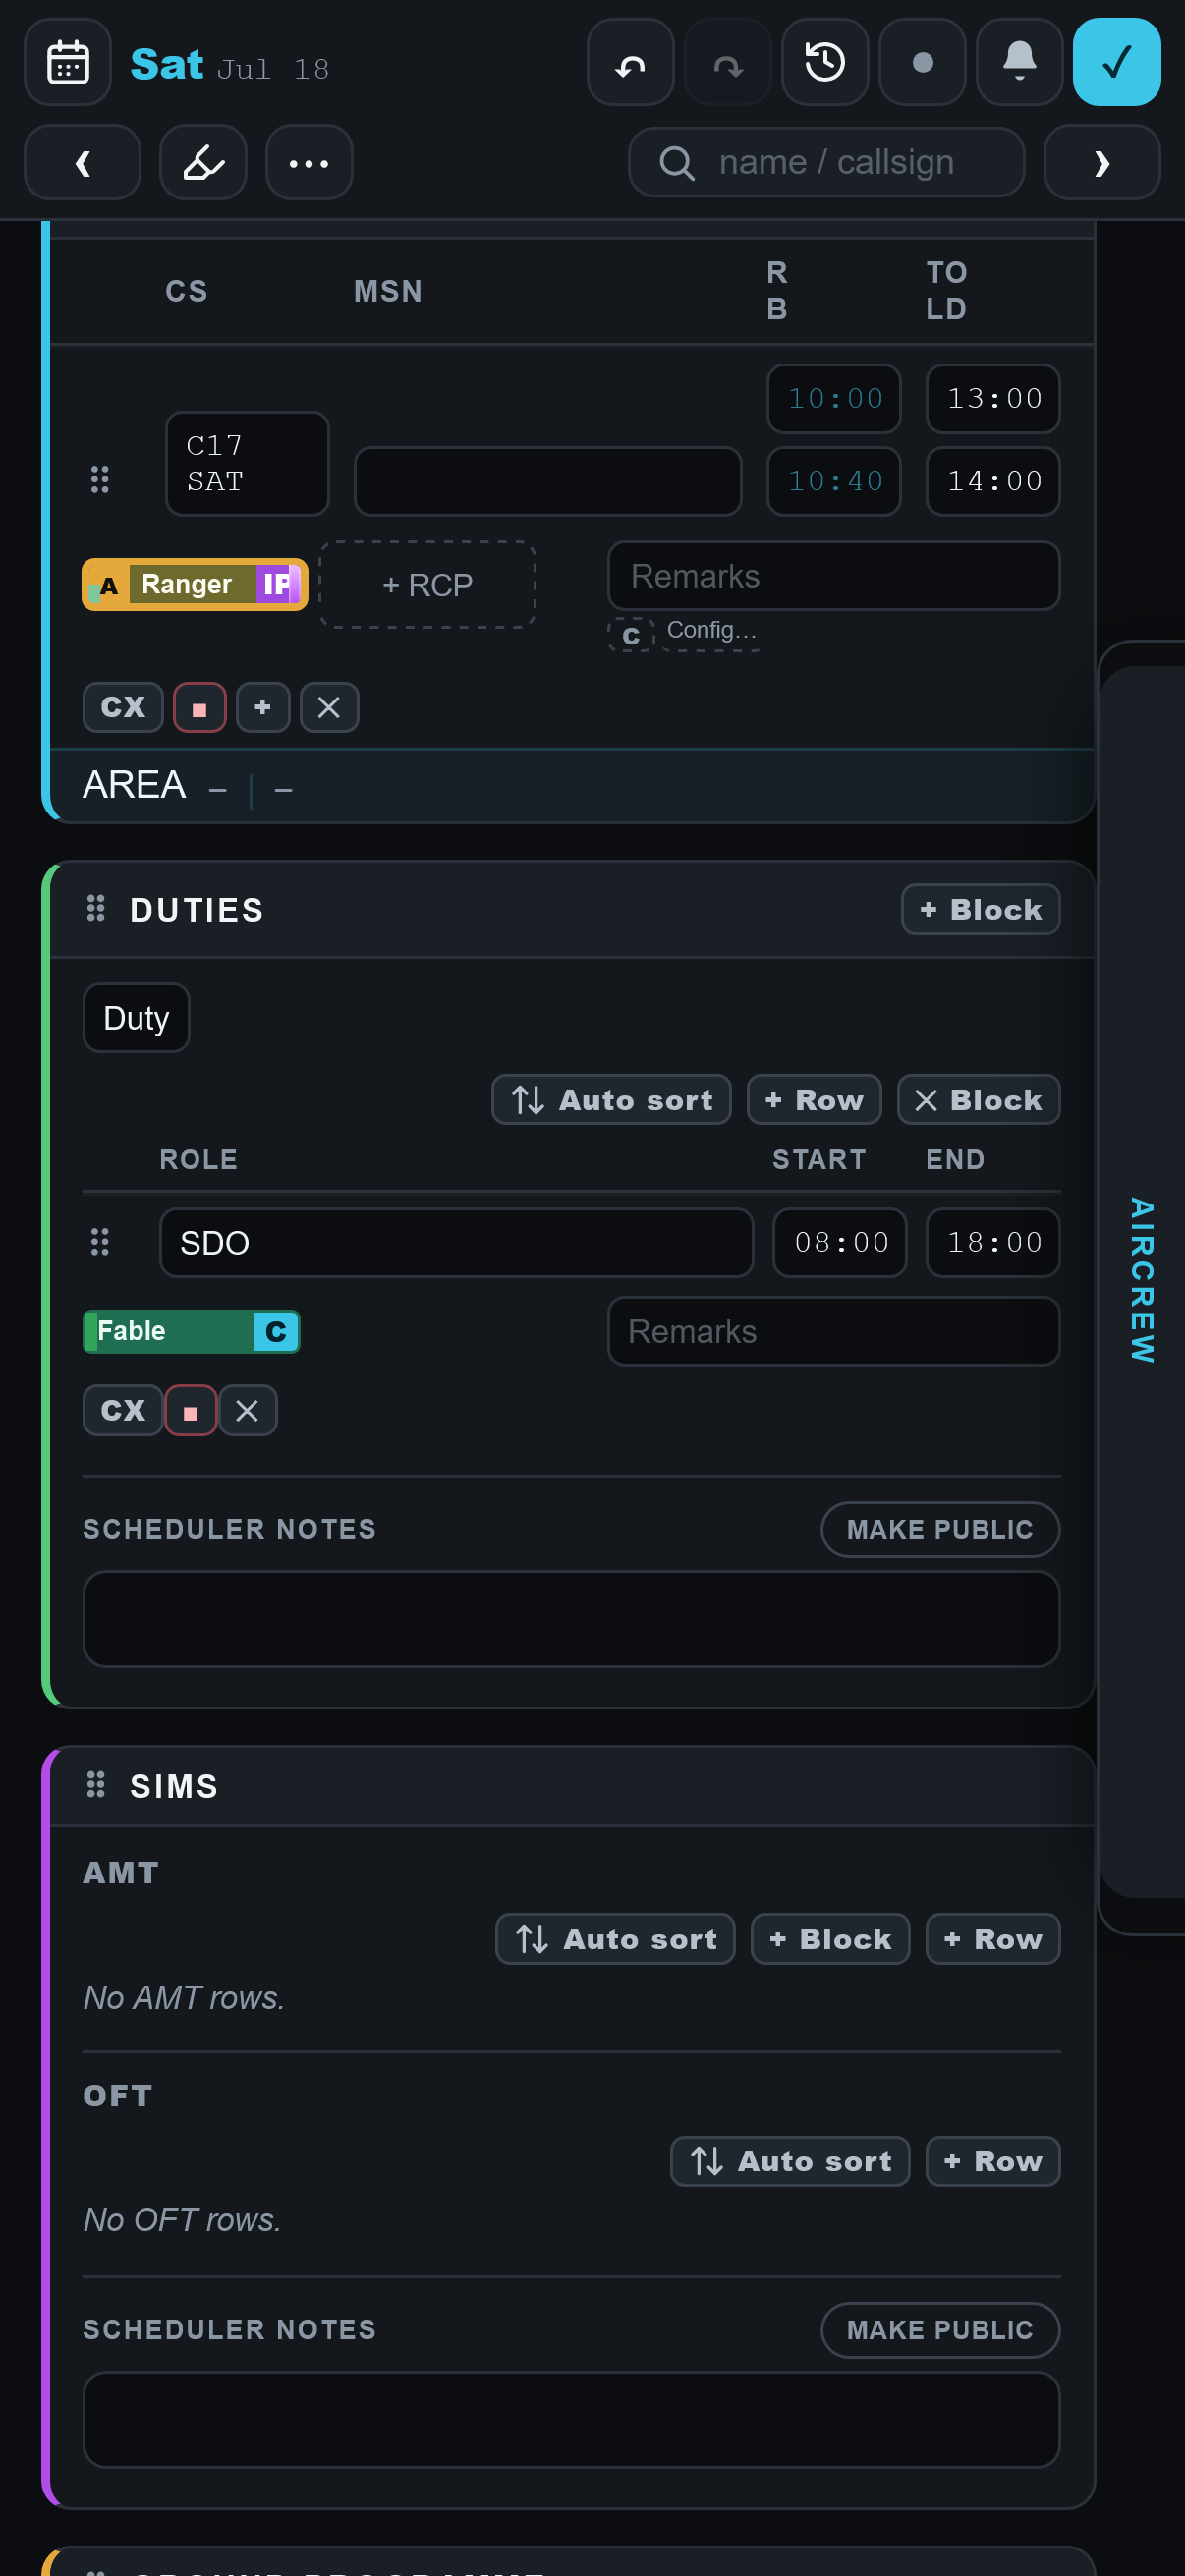 Sat Jul 18
name / callsign
CS MSN R B TO LD
10:00 13:00
C17 SAT
10:40 14:00
A Ranger IP + RCP Remarks
C Config…
CX + ×
AREA – | –
DUTIES + Block
Duty
Auto sort + Row × Block
ROLE START END
SDO 08:00 18:00
Fable C Remarks
CX ×
SCHEDULER NOTES MAKE PUBLIC
AIRCREW
SIMS
AMT
Auto sort + Block + Row
No AMT rows.
OFT
Auto sort + Row
No OFT rows.
SCHEDULER NOTES MAKE PUBLIC